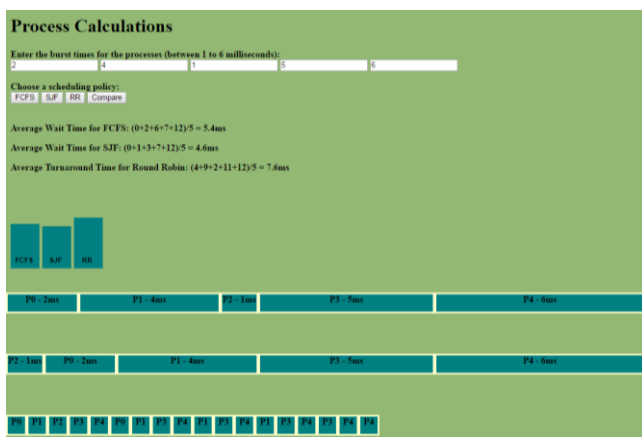 Process Calculations
Enter the burst times for the processes (between 1 to 6 milliseconds):
2 4 1 5 6
Choose a scheduling policy:
FCFS SJF RR Compare
Average Wait Time for FCFS: (0+2+6+7+12)/5 = 5.4ms
Average Wait Time for SJF: (0+1+3+7+12)/5 = 4.6ms
Average Turnaround Time for Round Robin: (4+9+2+11+12)/5 = 7.6ms
FCFS SJF RR
P0 - 2ms P1 - 4ms P2 - 1ms P3 - 5ms P4 - 6ms
P2 - 1ms P0 - 2ms P1 - 4ms P3 - 5ms P4 - 6ms
P0 P1 P2 P3 P4 P0 P1 P3 P4 P1 P3 P4 P1 P3 P4 P3 P4 P4